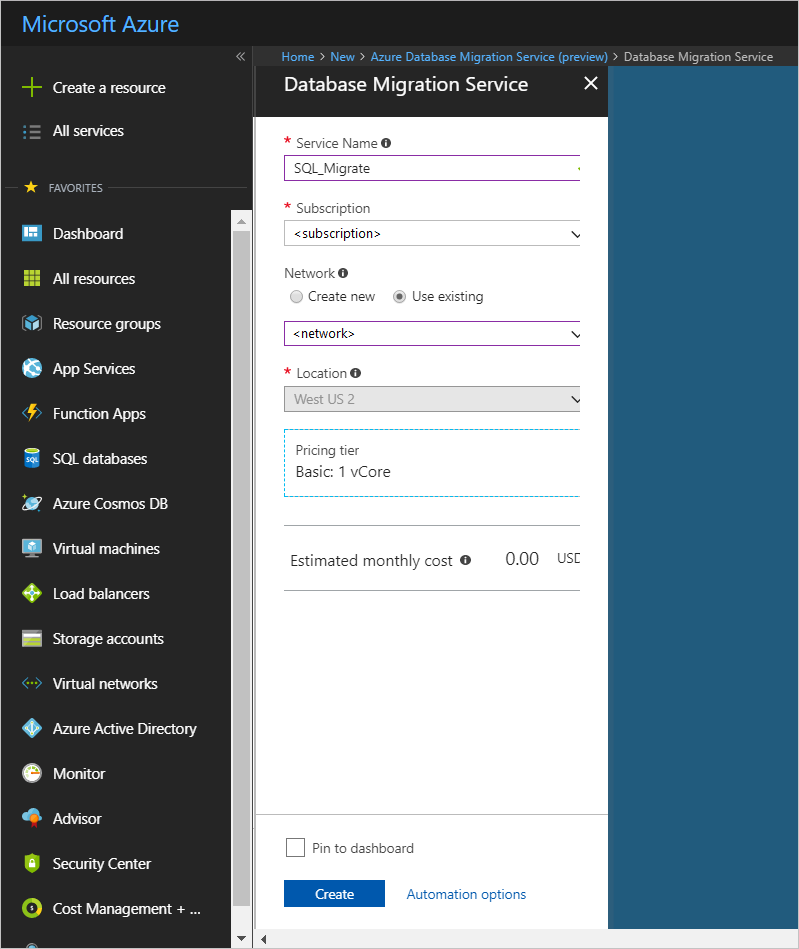 Microsoft Azure
Home > New > Azure Database Migration Service (preview) > Database Migration Service
Create a resource
All services
FAVORITES
Dashboard
All resources
Resource groups
App Services
Function Apps
SQL databases
Azure Cosmos DB
Virtual machines
Load balancers
Storage accounts
Virtual networks
Azure Active Directory
Monitor
Advisor
Security Center
Cost Management + ...
Database Migration Service
* Service Name
SQL_Migrate
* Subscription
<subscription>
Network
Create new Use existing
<network>
* Location
West US 2
Pricing tier
Basic: 1 vCore
Estimated monthly cost 0.00 USD
Pin to dashboard
Create Automation options